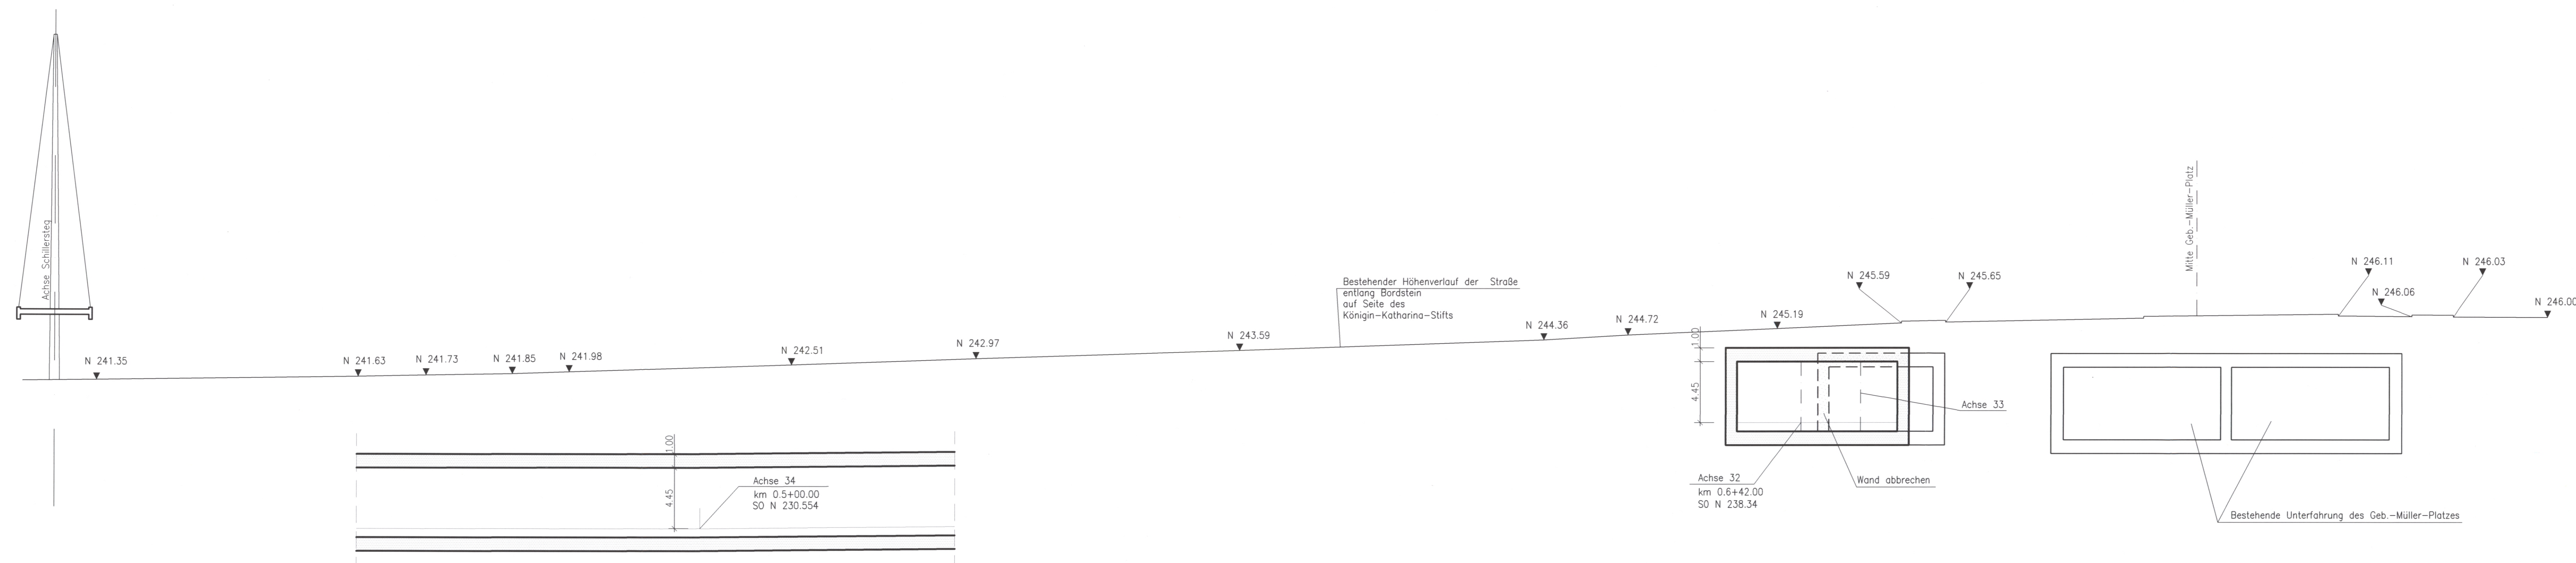 Achse Schillersteg
N 241.35
N 241.63
N 241.73
N 241.85
N 241.98
N 242.51
N 242.97
N 243.59
Bestehender Höhenverlauf der Straße
entlang Bordstein
auf Seite des
Königin-Katharina-Stifts
N 244.36
N 244.72
N 245.19
N 245.59
N 245.65
Mitte Geb.-Müller-Platz
N 246.11
N 246.06
N 246.03
N 246.00
1.00
4.45
Achse 34
km 0.5+00.00
SO N 230.554
1.00
4.45
Achse 33
Achse 32
km 0.6+42.00
SO N 238.34
Wand abbrechen
Bestehende Unterfahrung des Geb.-Müller-Platzes